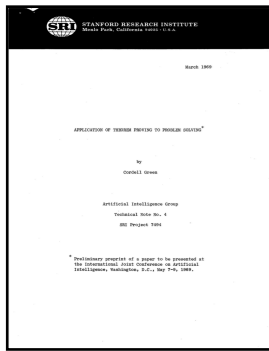 SRI
STANFORD RESEARCH INSTITUTE
Menlo Park, California 94025 · U.S.A.
March 1969
APPLICATION OF THEOREM PROVING TO PROBLEM SOLVING*
by
Cordell Green
Artificial Intelligence Group
Technical Note No. 4
SRI Project 7494
* Preliminary preprint of a paper to be presented at
the International Joint Conference on Artificial
Intelligence, Washington, D.C., May 7-9, 1969.